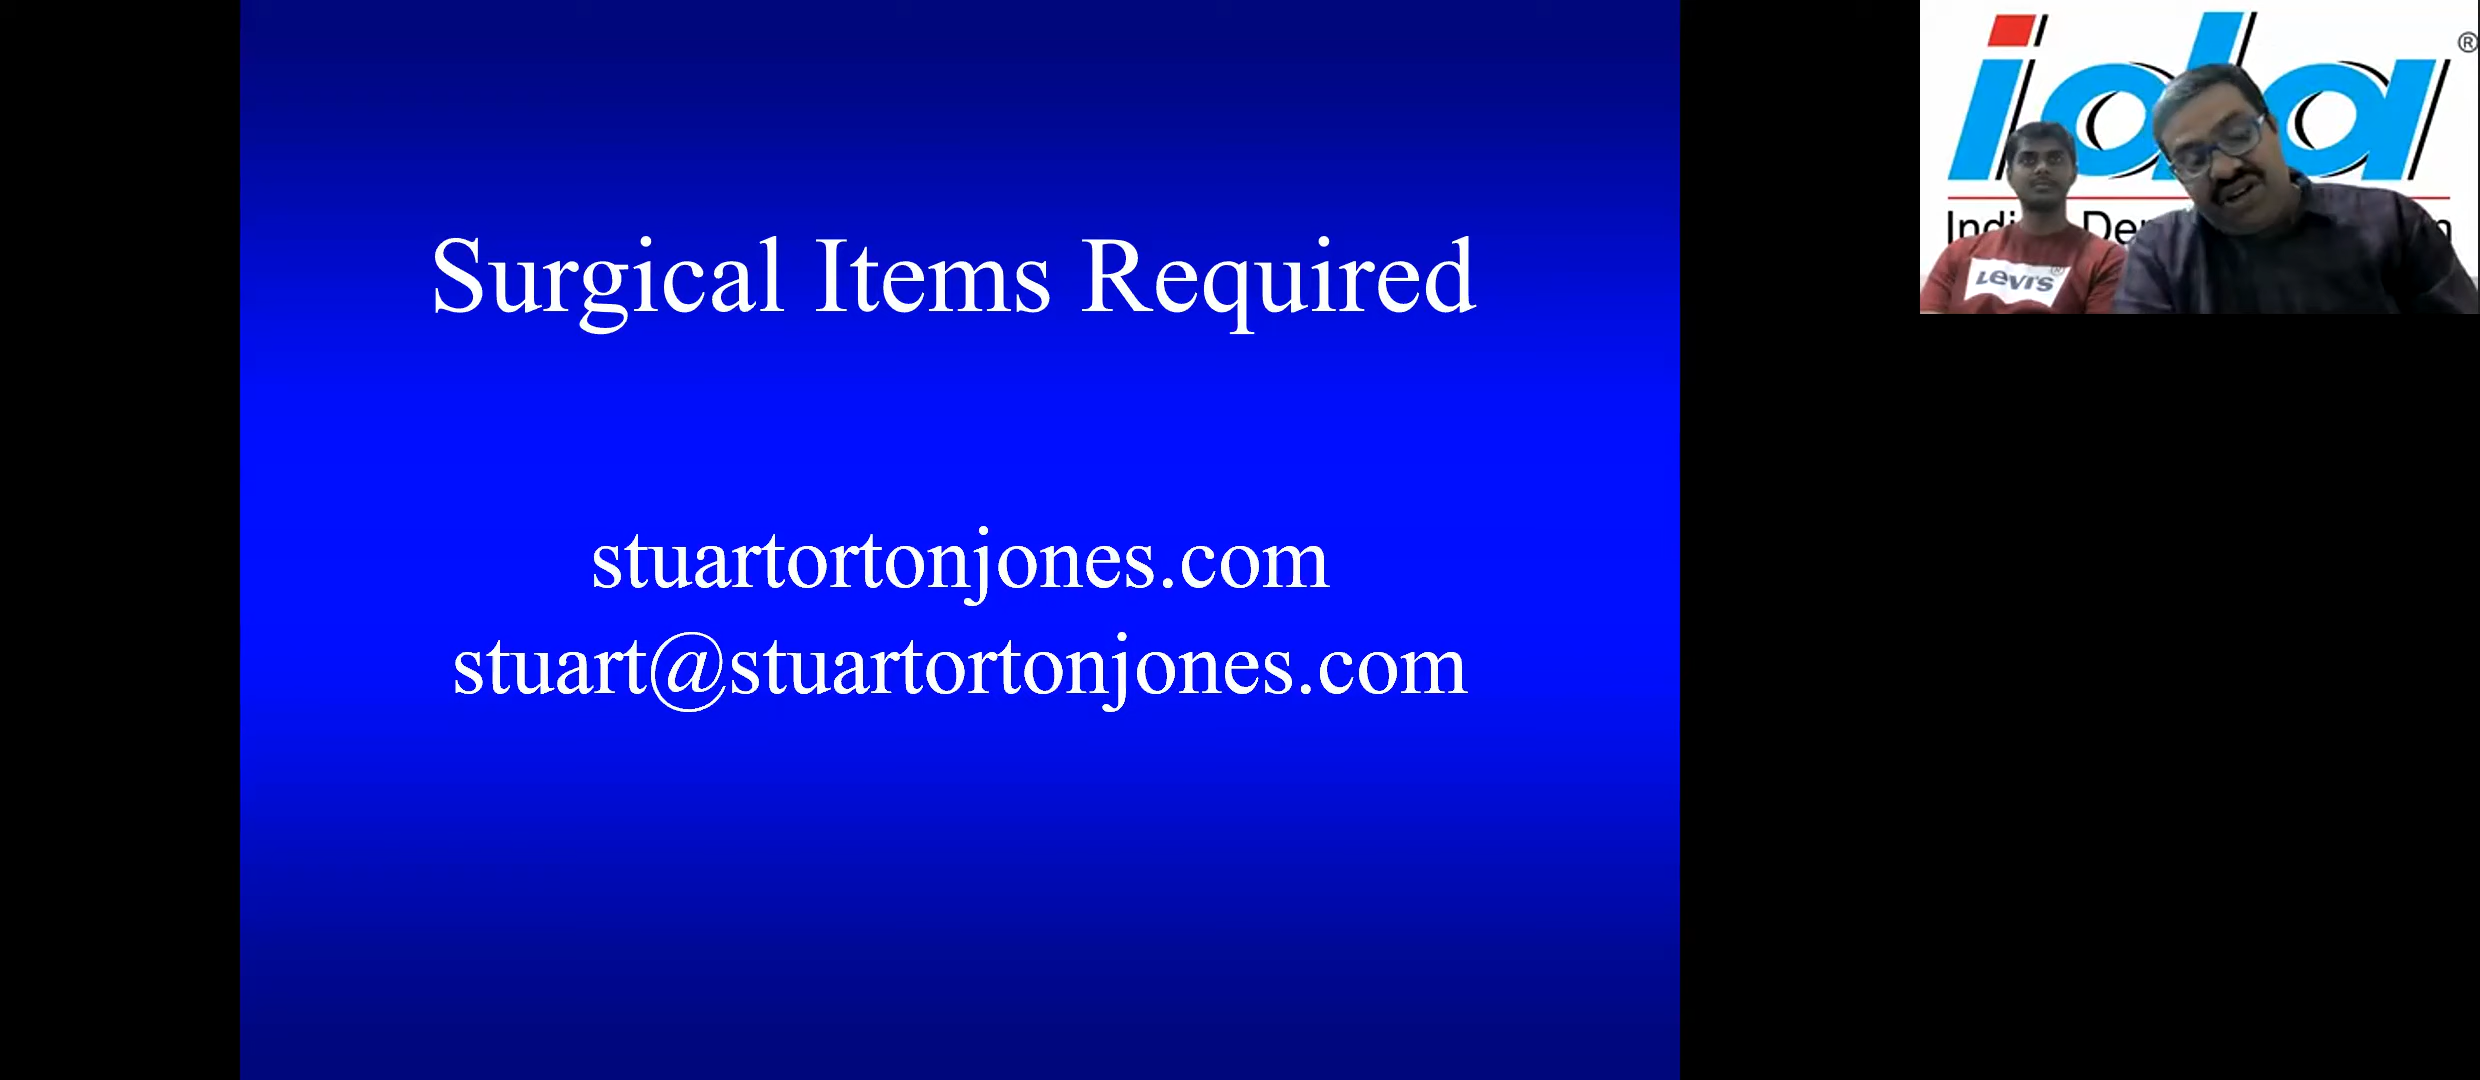 Surgical Items Required
stuartortonjones.com
stuart@stuartortonjones.com
ida ®
LEVI'S ®